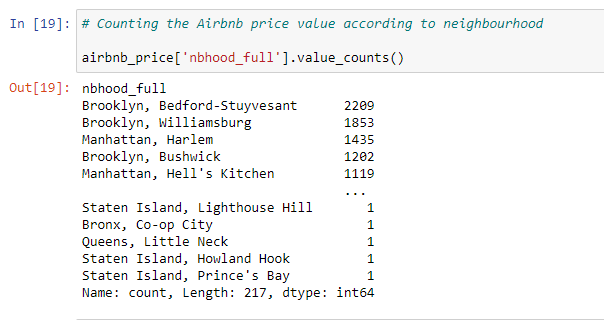 In [19]: # Counting the Airbnb price value according to neighbourhood
airbnb_price['nbhood_full'].value_counts()
Out[19]: nbhood_full
Brooklyn, Bedford-Stuyvesant 2209
Brooklyn, Williamsburg 1853
Manhattan, Harlem 1435
Brooklyn, Bushwick 1202
Manhattan, Hell's Kitchen 1119
...
Staten Island, Lighthouse Hill 1
Bronx, Co-op City 1
Queens, Little Neck 1
Staten Island, Howland Hook 1
Staten Island, Prince's Bay 1
Name: count, Length: 217, dtype: int64